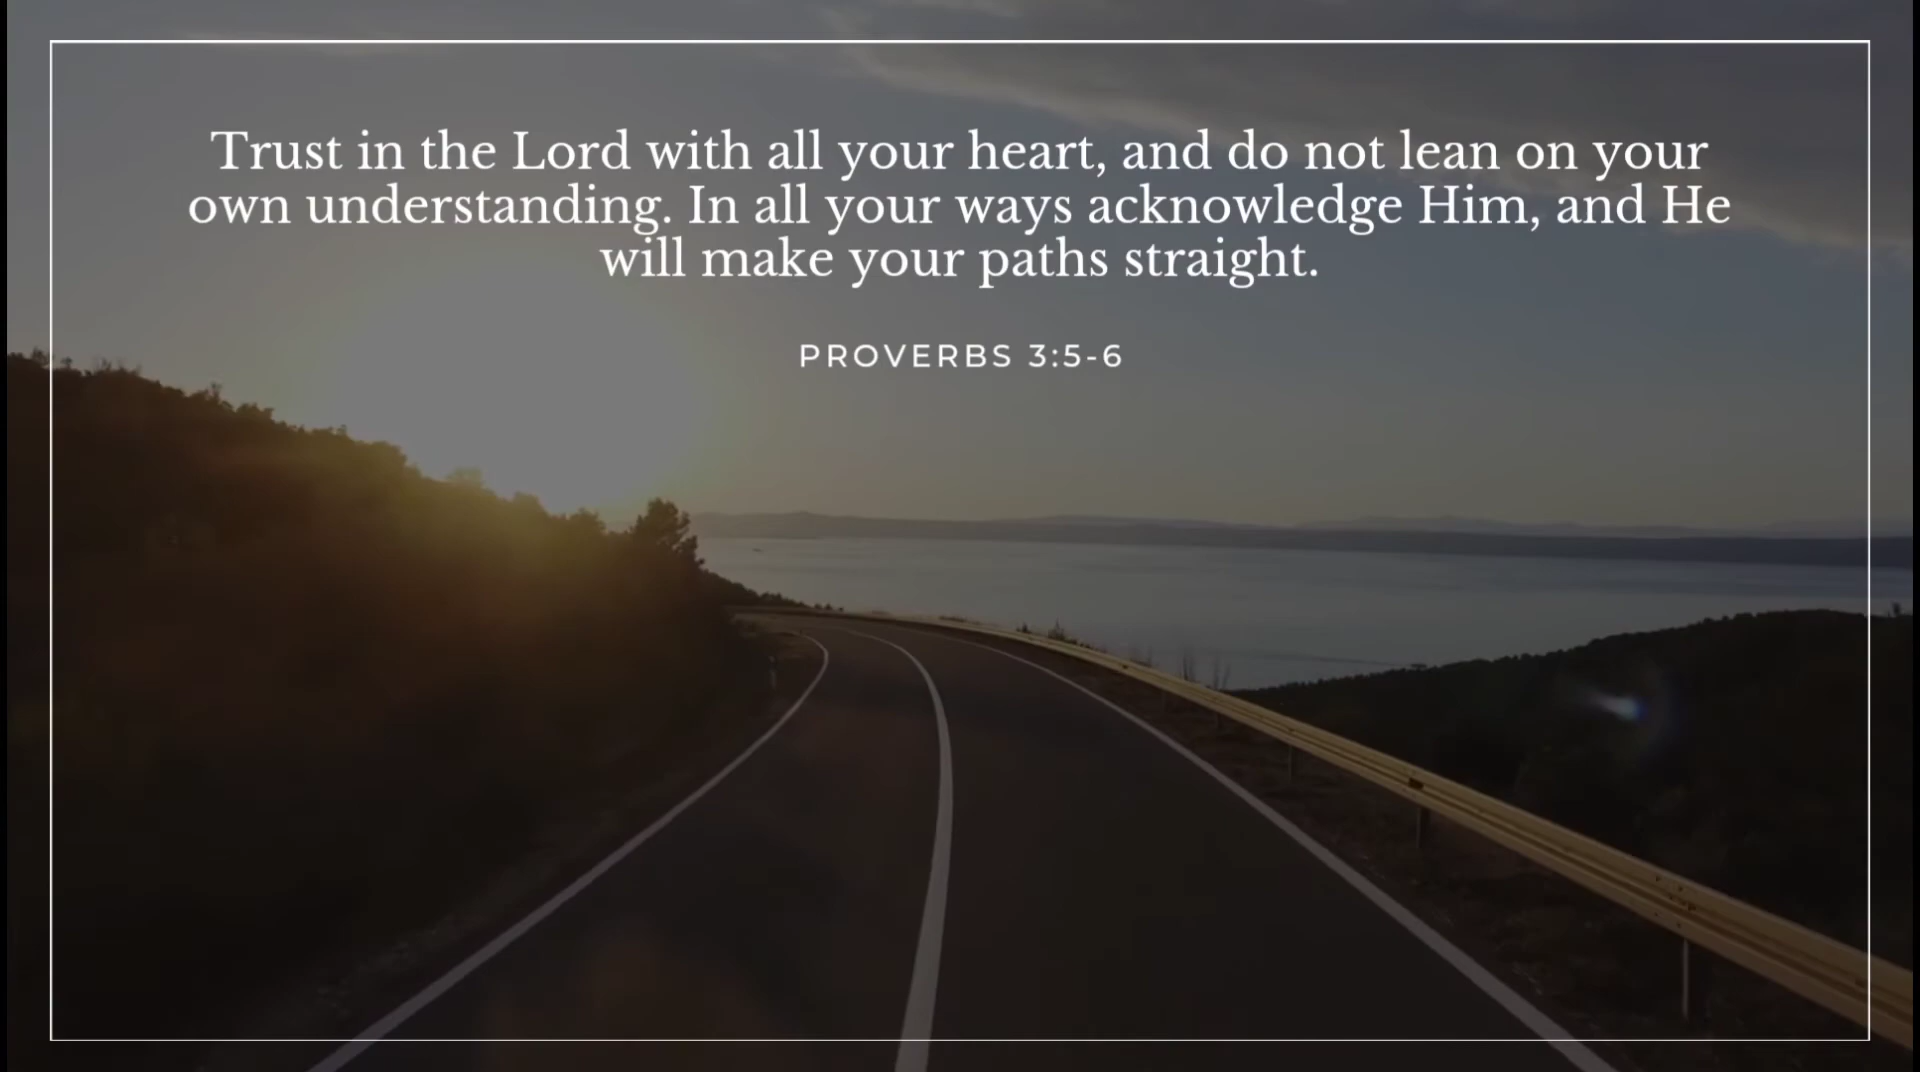 Trust in the Lord with all your heart, and do not lean on your
own understanding. In all your ways acknowledge Him, and He
will make your paths straight.
PROVERBS 3:5-6